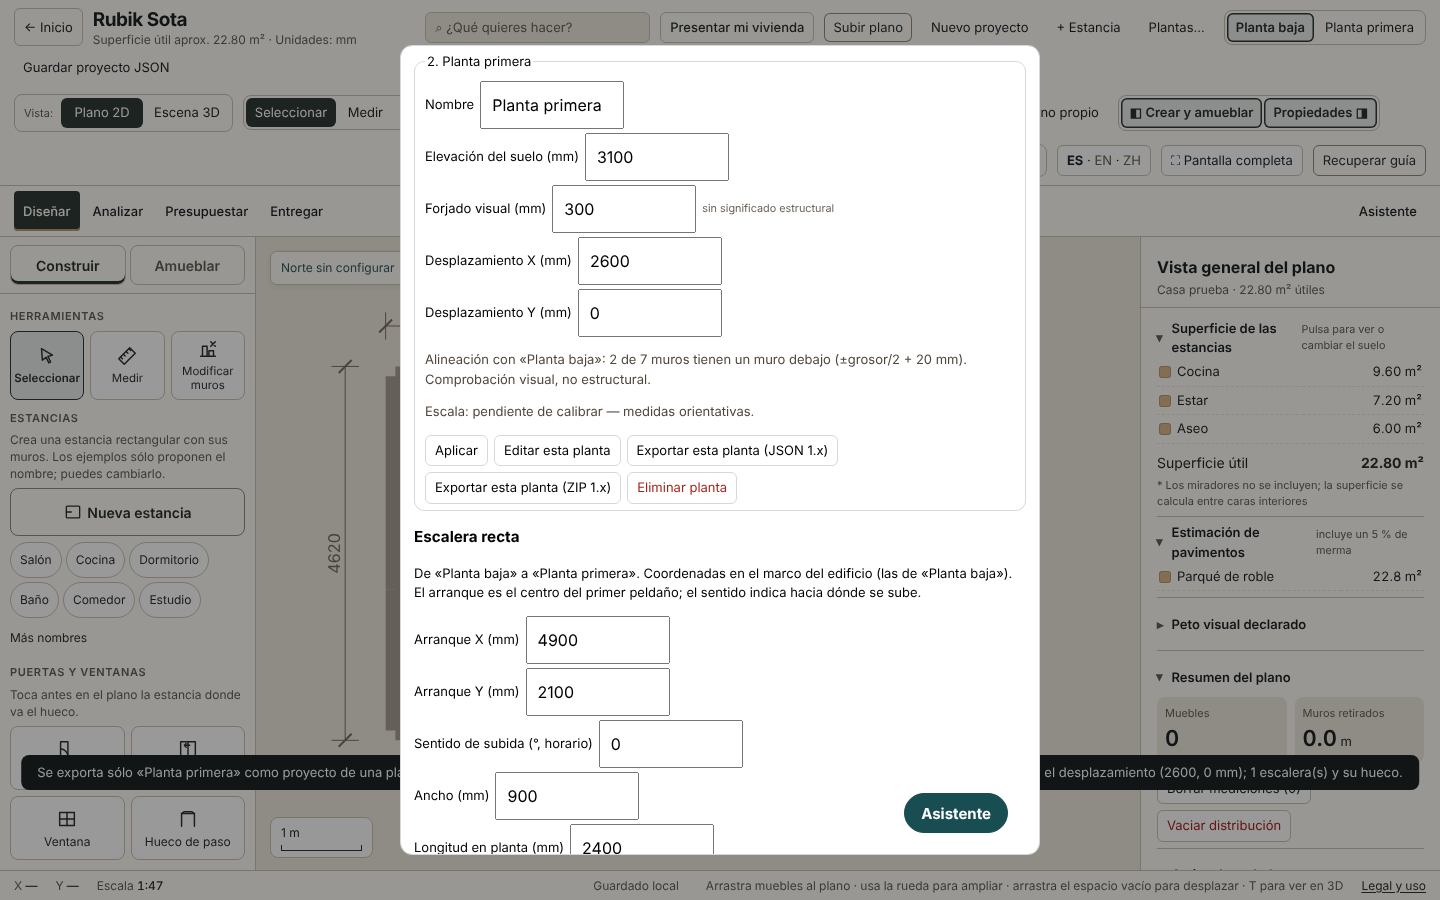 ← Inicio
Rubik Sota
Superficie útil aprox. 22.80 m² · Unidades: mm
¿Qué quieres hacer?
Presentar mi vivienda
Subir plano
Nuevo proyecto
+ Estancia
Plantas...
Planta baja
Planta primera
Guardar proyecto JSON
Vista:
Plano 2D
Escena 3D
Seleccionar
Medir
no propio
Crear y amueblar
Propiedades
ES · EN · ZH
Pantalla completa
Recuperar guía
Diseñar
Analizar
Presupuestar
Entregar
Asistente
Construir
Amueblar
HERRAMIENTAS
Seleccionar
Medir
Modificar muros
ESTANCIAS
Crea una estancia rectangular con sus
muros. Los ejemplos sólo proponen el
nombre; puedes cambiarlo.
Nueva estancia
Salón
Cocina
Dormitorio
Baño
Comedor
Estudio
Más nombres
PUERTAS Y VENTANAS
Toca antes en el plano la estancia donde
va el hueco.
Ventana
Hueco de paso
Norte sin configurar
4620
1 m
2. Planta primera
Nombre
Planta primera
Elevación del suelo (mm)
3100
Forjado visual (mm)
300
sin significado estructural
Desplazamiento X (mm)
2600
Desplazamiento Y (mm)
0
Alineación con «Planta baja»: 2 de 7 muros tienen un muro debajo (±grosor/2 + 20 mm).
Comprobación visual, no estructural.
Escala: pendiente de calibrar — medidas orientativas.
Aplicar
Editar esta planta
Exportar esta planta (JSON 1.x)
Exportar esta planta (ZIP 1.x)
Eliminar planta
Escalera recta
De «Planta baja» a «Planta primera». Coordenadas en el marco del edificio (las de «Planta baja»).
El arranque es el centro del primer peldaño; el sentido indica hacia dónde se sube.
Arranque X (mm)
4900
Arranque Y (mm)
2100
Sentido de subida (°, horario)
0
Ancho (mm)
900
Longitud en planta (mm)
2400
Asistente
Se exporta sólo «Planta primera» como proyecto de una pla
el desplazamiento (2600, 0 mm); 1 escalera(s) y su hueco.
Vista general del plano
Casa prueba · 22.80 m² útiles
Superficie de las estancias
Pulsa para ver o cambiar el suelo
Cocina 9.60 m²
Estar 7.20 m²
Aseo 6.00 m²
Superficie útil 22.80 m²
* Los miradores no se incluyen; la superficie se
calcula entre caras interiores
Estimación de pavimentos
incluye un 5 % de merma
Parqué de roble 22.8 m²
Peto visual declarado
Resumen del plano
Muebles
0
Muros retirados
0.0 m
Borrar mediciones (0)
Vaciar distribución
X — Y — Escala 1:47
Guardado local
Arrastra muebles al plano · usa la rueda para ampliar · arrastra el espacio vacío para desplazar · T para ver en 3D
Legal y uso